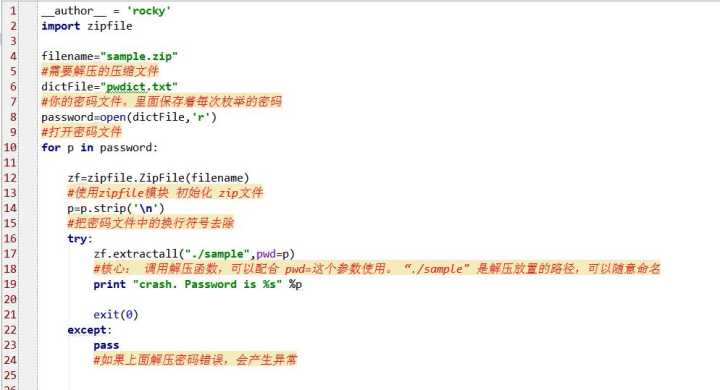 1 __author__ = 'rocky'
2 import zipfile
3
4 filename="sample.zip"
5 #需要解压的压缩文件
6 dictFile="pwdict.txt"
7 #你的密码文件。里面保存着每次枚举的密码
8 password=open(dictFile,'r')
9 #打开密码文件
10 for p in password:
11
12 zf=zipfile.ZipFile(filename)
13 #使用zipfile模块 初始化 zip文件
14 p=p.strip('\n')
15 #把密码文件中的换行符号去除
16 try:
17 zf.extractall("./sample",pwd=p)
18 #核心： 调用解压函数，可以配合 pwd=这个参数使用。 “./sample” 是解压放置的路径，可以随意命名
19 print "crash. Password is %s" %p
20
21 exit(0)
22 except:
23 pass
24 #如果上面解压密码错误，会产生异常
25
26